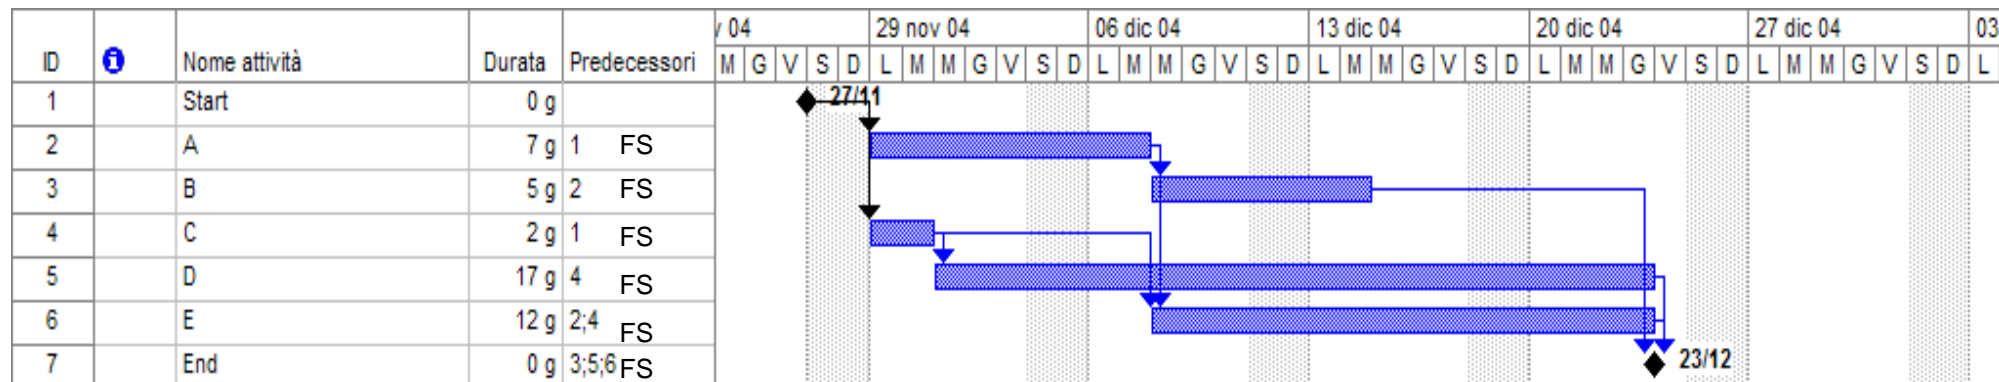 v 04 29 nov 04 06 dic 04 13 dic 04 20 dic 04 27 dic 04 03
ID i Nome attività Durata Predecessori M G V S D L M M G V S D L M M G V S D L M M G V S D L M M G V S D L M M G V S D L
1 Start 0 g 27/11
2 A 7 g 1 FS
3 B 5 g 2 FS
4 C 2 g 1 FS
5 D 17 g 4 FS
6 E 12 g 2;4 FS
7 End 0 g 3;5;6 FS 23/12